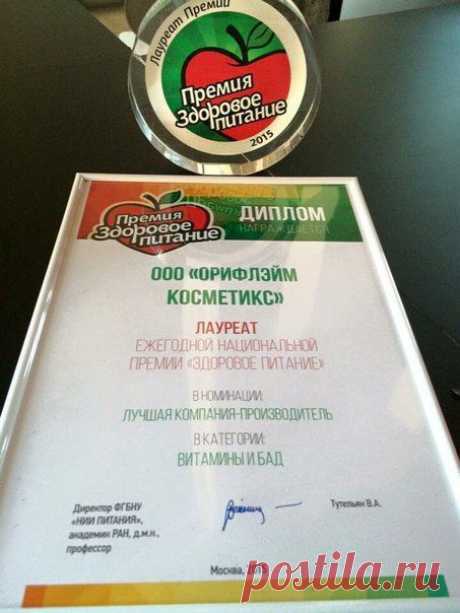 Лауреат Премии
Премия
Здоровое
питание
2015
Премия
Здоровое
питание
ДИПЛОМ
НАГРАЖДАЕТСЯ
ООО «ОРИФЛЭЙМ
КОСМЕТИКС»
ЛАУРЕАТ
ЕЖЕГОДНОЙ НАЦИОНАЛЬНОЙ
ПРЕМИИ «ЗДОРОВОЕ ПИТАНИЕ»
В НОМИНАЦИИ:
ЛУЧШАЯ КОМПАНИЯ-ПРОИЗВОДИТЕЛЬ
В КАТЕГОРИИ:
ВИТАМИНЫ И БАД
Директор ФГБНУ
«НИИ ПИТАНИЯ»,
академик РАН, д.м.н.,
профессор
Тутельян В.А.
Москва,
postila.ru